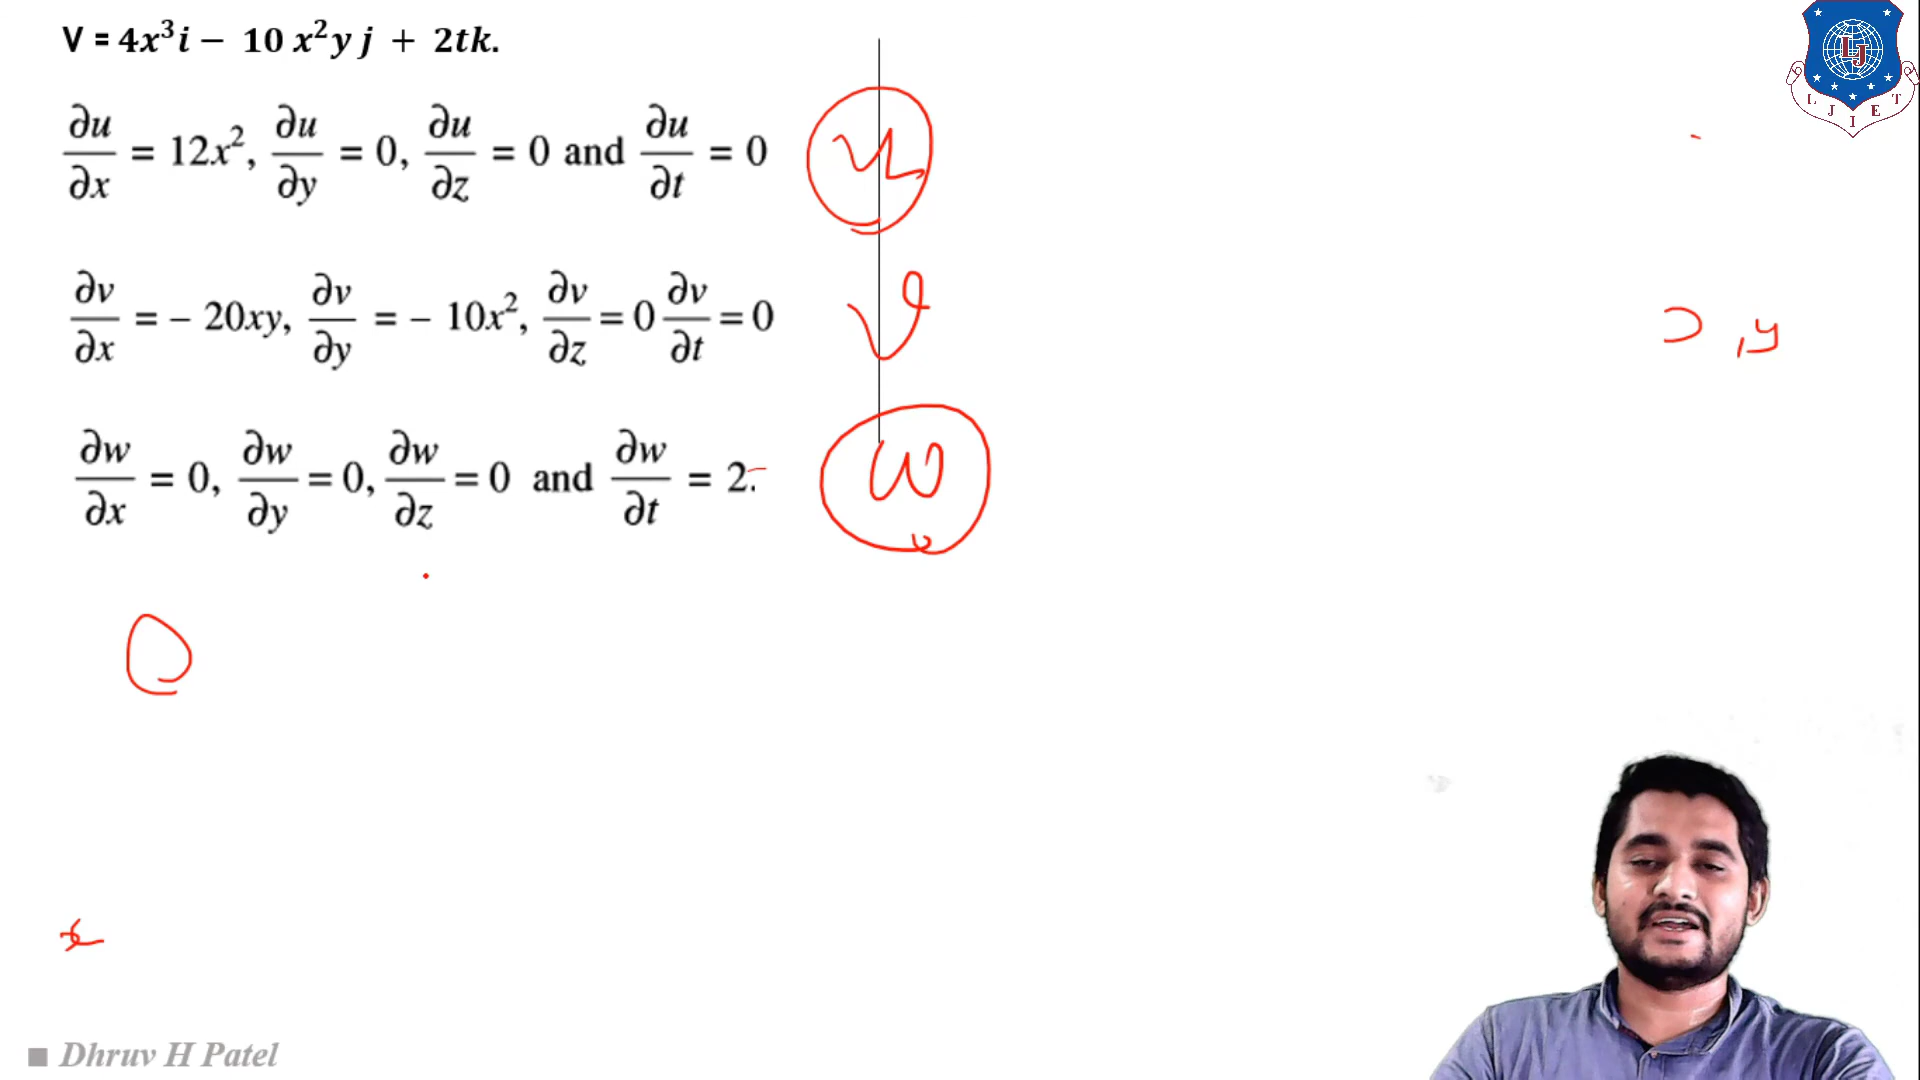 V = 4x³i − 10 x²y j + 2tk.
∂u/∂x = 12x², ∂u/∂y = 0, ∂u/∂z = 0 and ∂u/∂t = 0
u
∂v/∂x = − 20xy, ∂v/∂y = − 10x², ∂v/∂z = 0 ∂v/∂t = 0
v
, y
∂w/∂x = 0, ∂w/∂y = 0, ∂w/∂z = 0 and ∂w/∂t = 2.
w
LJ
L J I E T
■ Dhruv H Patel